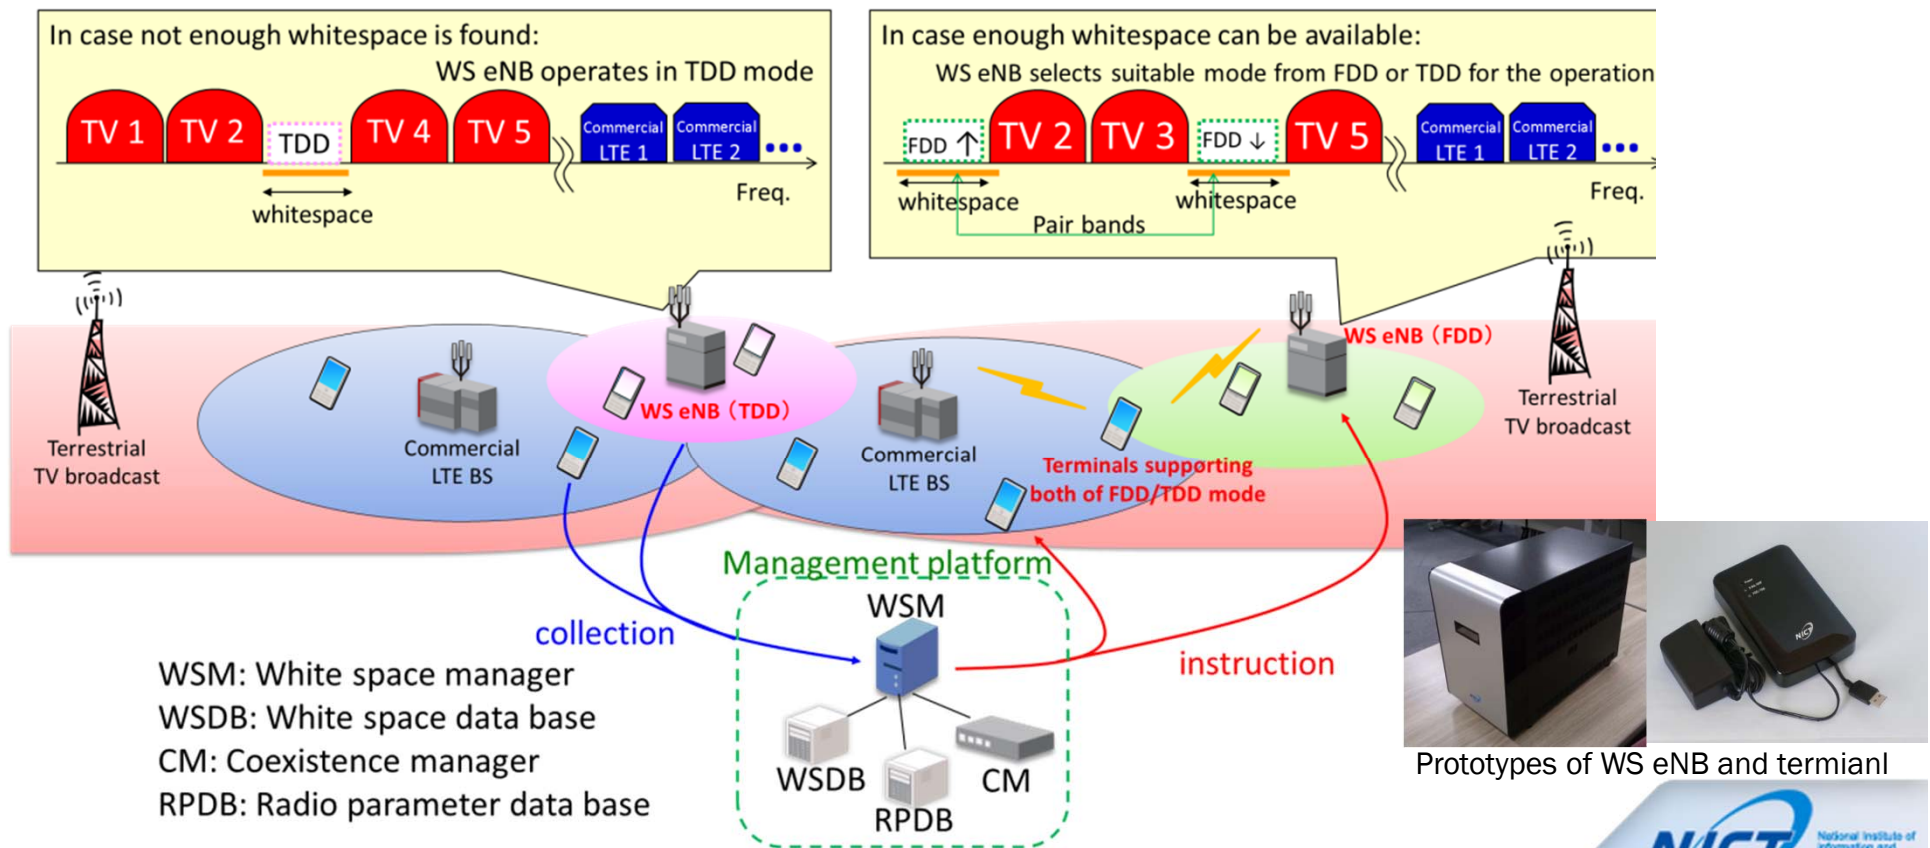 In case not enough whitespace is found:
WS eNB operates in TDD mode
TV 1
TV 2
TDD
TV 4
TV 5
Commercial
LTE 1
Commercial
LTE 2
whitespace
Freq.
In case enough whitespace can be available:
WS eNB selects suitable mode from FDD or TDD for the operation
FDD ↑
TV 2
TV 3
FDD ↓
TV 5
Commercial
LTE 1
Commercial
LTE 2
whitespace
whitespace
Pair bands
Freq.
Terrestrial
TV broadcast
Commercial
LTE BS
WS eNB (TDD)
Commercial
LTE BS
WS eNB (FDD)
Terrestrial
TV broadcast
Terminals supporting
both of FDD/TDD mode
Management platform
WSM
collection
instruction
WSDB
RPDB
CM
WSM: White space manager
WSDB: White space data base
CM: Coexistence manager
RPDB: Radio parameter data base
NICT
Prototypes of WS eNB and termianl
NICT
National Institute of